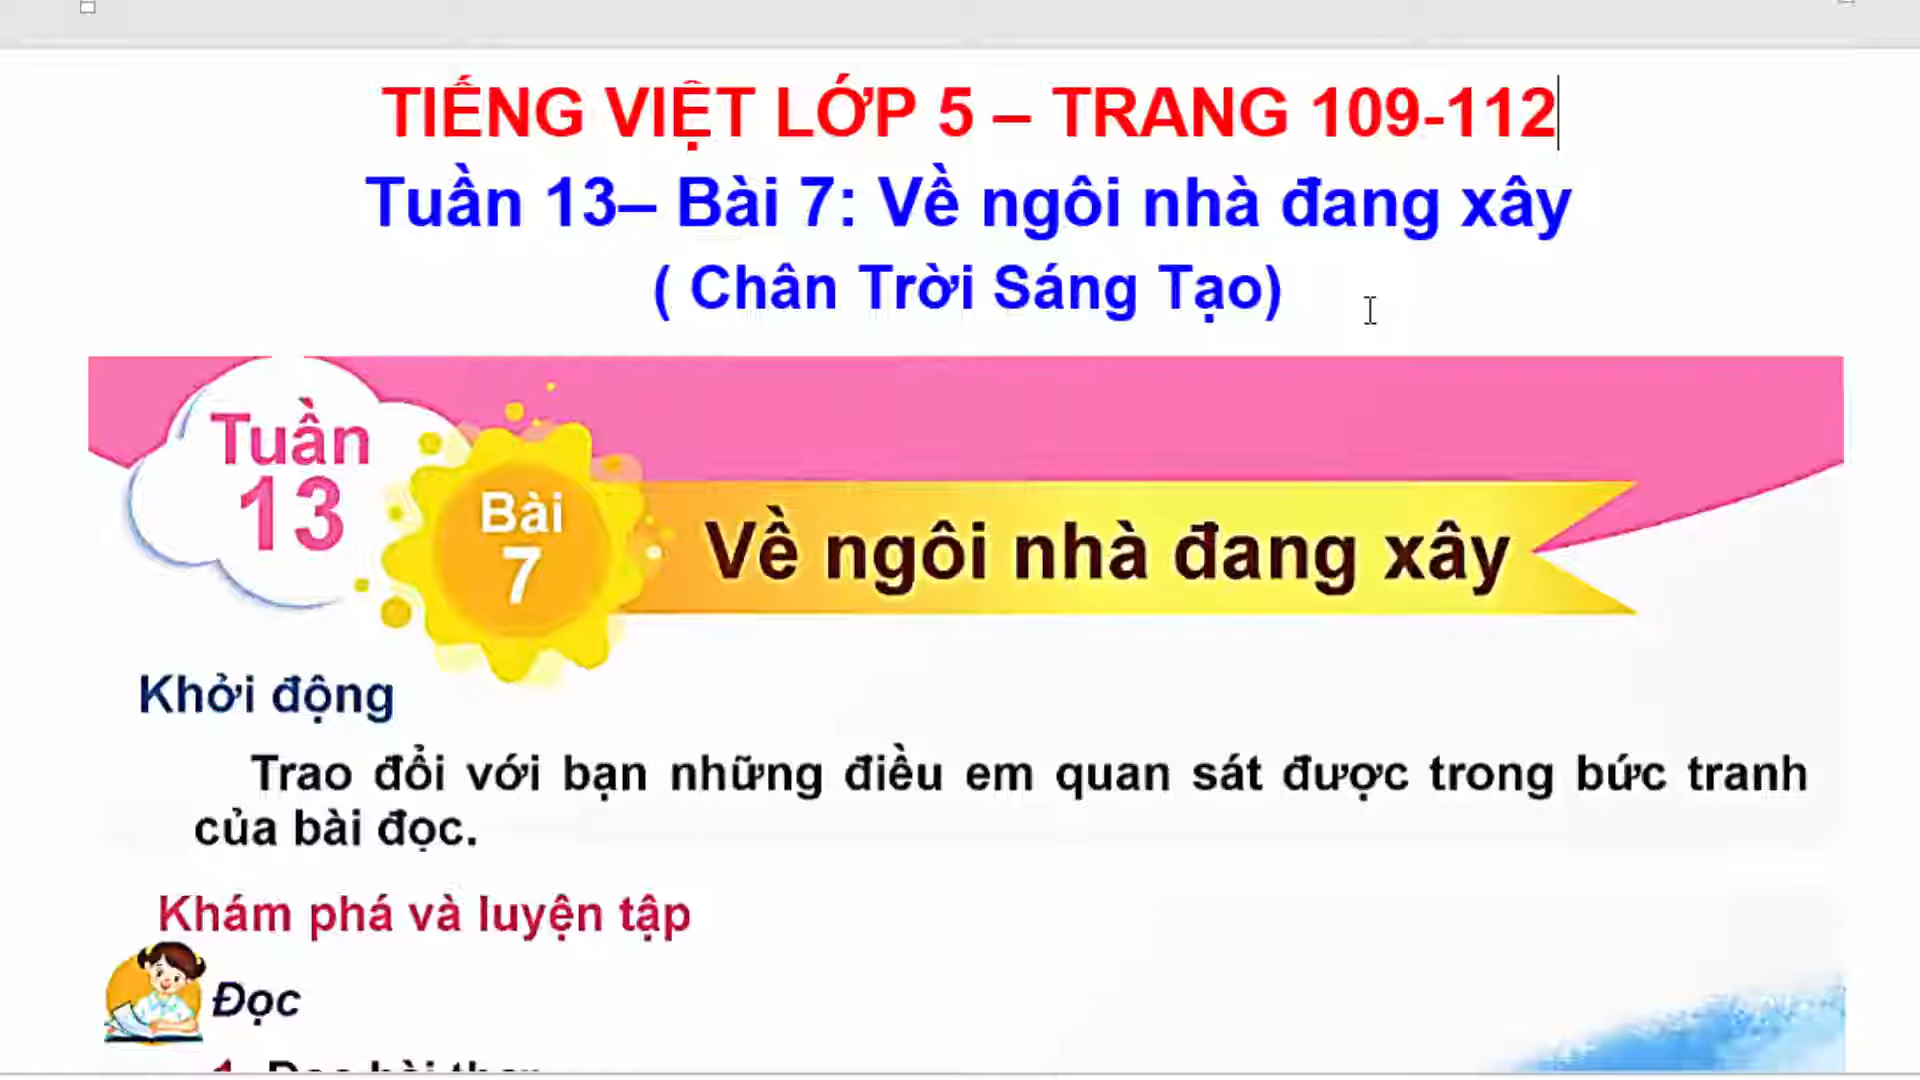 TIẾNG VIỆT LỚP 5 – TRANG 109-112
Tuần 13– Bài 7: Về ngôi nhà đang xây
( Chân Trời Sáng Tạo)
Tuần
13
Bài
7
Về ngôi nhà đang xây
Khởi động
Trao đổi với bạn những điều em quan sát được trong bức tranh
của bài đọc.
Khám phá và luyện tập
Đọc